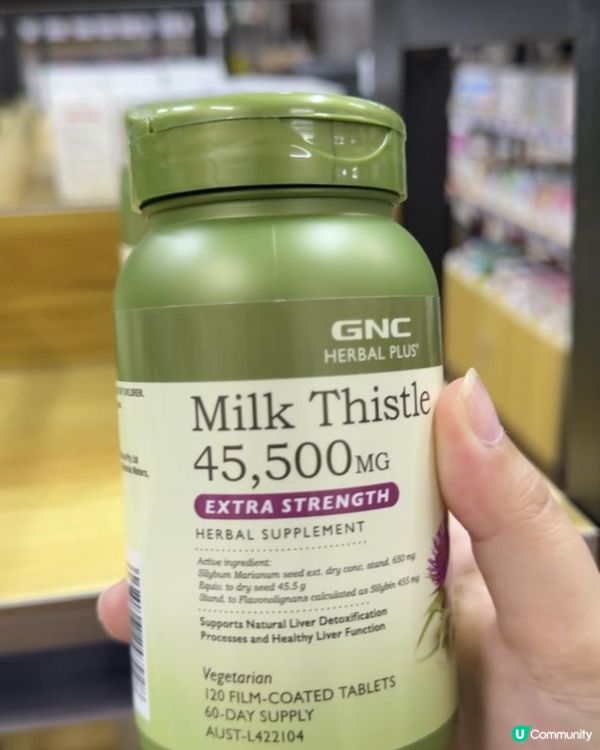 GNC
HERBAL PLUS®
Milk Thistle
45,500MG
EXTRA STRENGTH
HERBAL SUPPLEMENT
Active ingredient:
Silybum Marianum seed ext. dry conc. stand. 650 mg
Equiv. to dry seed 45.5 g
Stand. to Flavonolignans calculated as Silybin 455 mg
Supports Natural Liver Detoxification
Processes and Healthy Liver Function
Vegetarian
120 FILM-COATED TABLETS
60-DAY SUPPLY
AUST-L422104
U Community